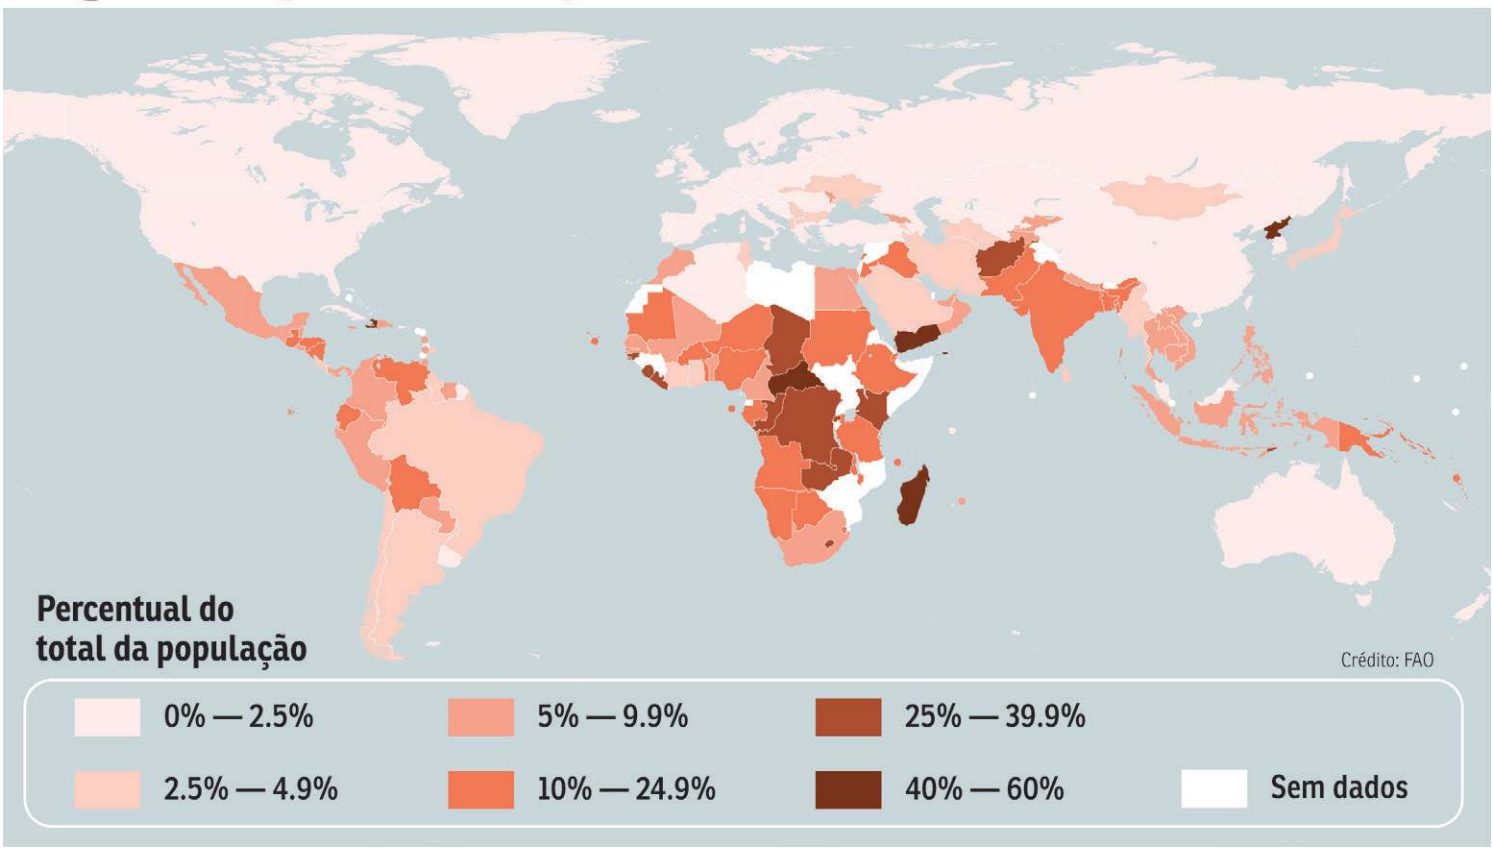 Percentual do
total da população
Crédito: FAO
0% — 2.5%
5% — 9.9%
25% — 39.9%
2.5% — 4.9%
10% — 24.9%
40% — 60%
Sem dados